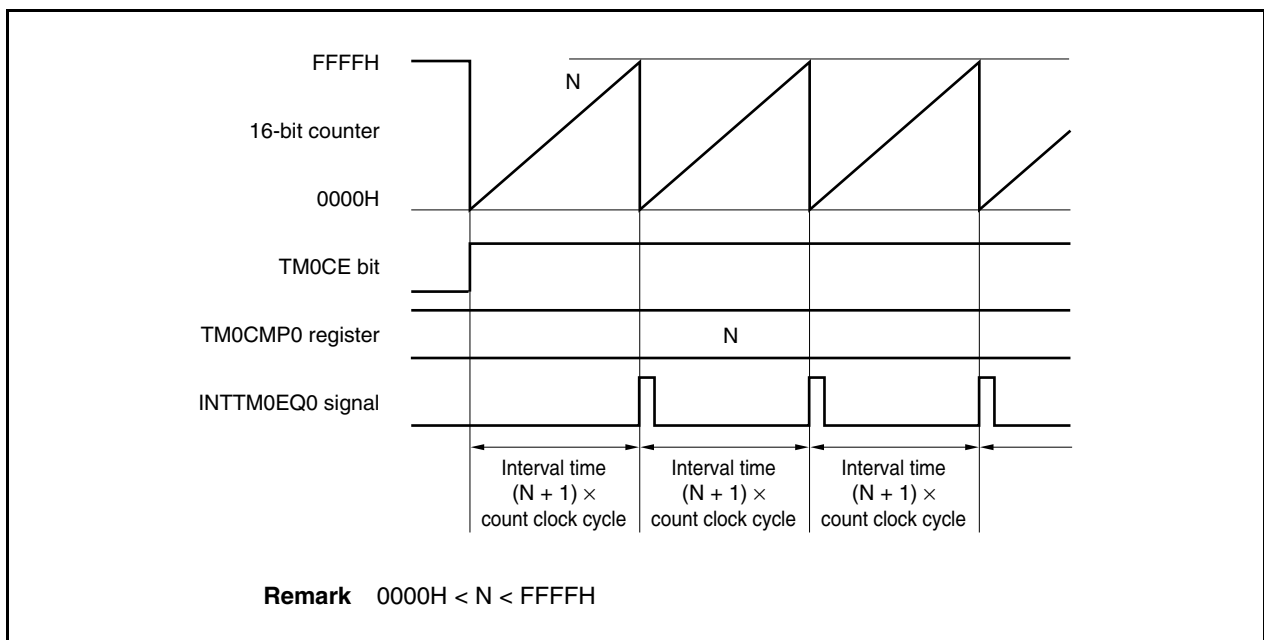 FFFFH
N
16-bit counter
0000H
TM0CE bit
TM0CMP0 register
N
INTTM0EQ0 signal
Interval time
(N + 1) ×
count clock cycle
Interval time
(N + 1) ×
count clock cycle
Interval time
(N + 1) ×
count clock cycle
Remark 0000H < N < FFFFH